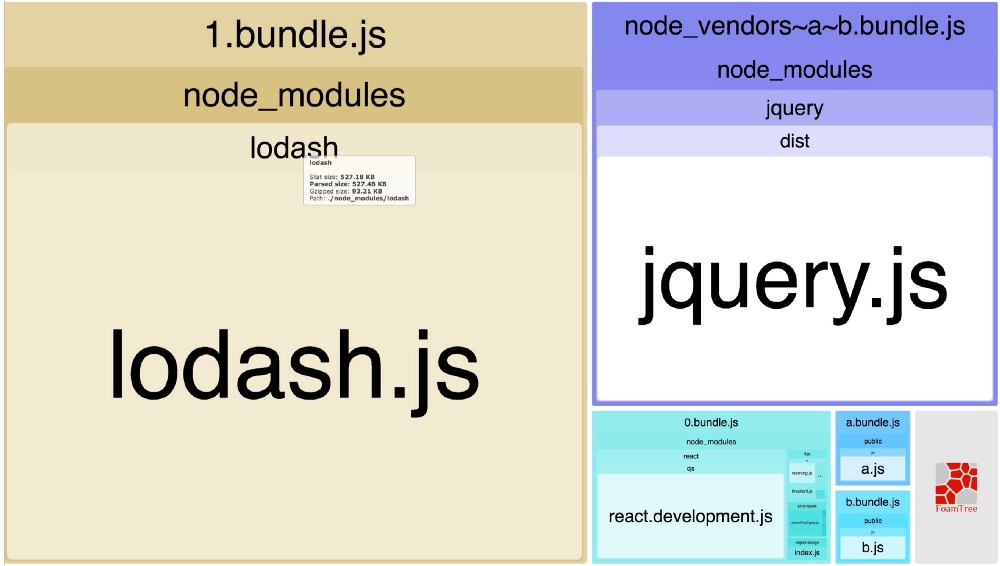 1.bundle.js
node_modules
lodash
lodash
Stat size: 527.18 KB
Parsed size: 527.48 KB
Gzipped size: 93.21 KB
Path: ./node_modules/lodash
lodash.js
node_vendors~a~b.bundle.js
node_modules
jquery
dist
jquery.js
0.bundle.js
node_modules
react
cjs
react.development.js
fbjs
warning.js
...
invariant.js
prop-types
object-assign
index.js
a.bundle.js
public
js
a.js
b.bundle.js
public
js
b.js
FoamTree